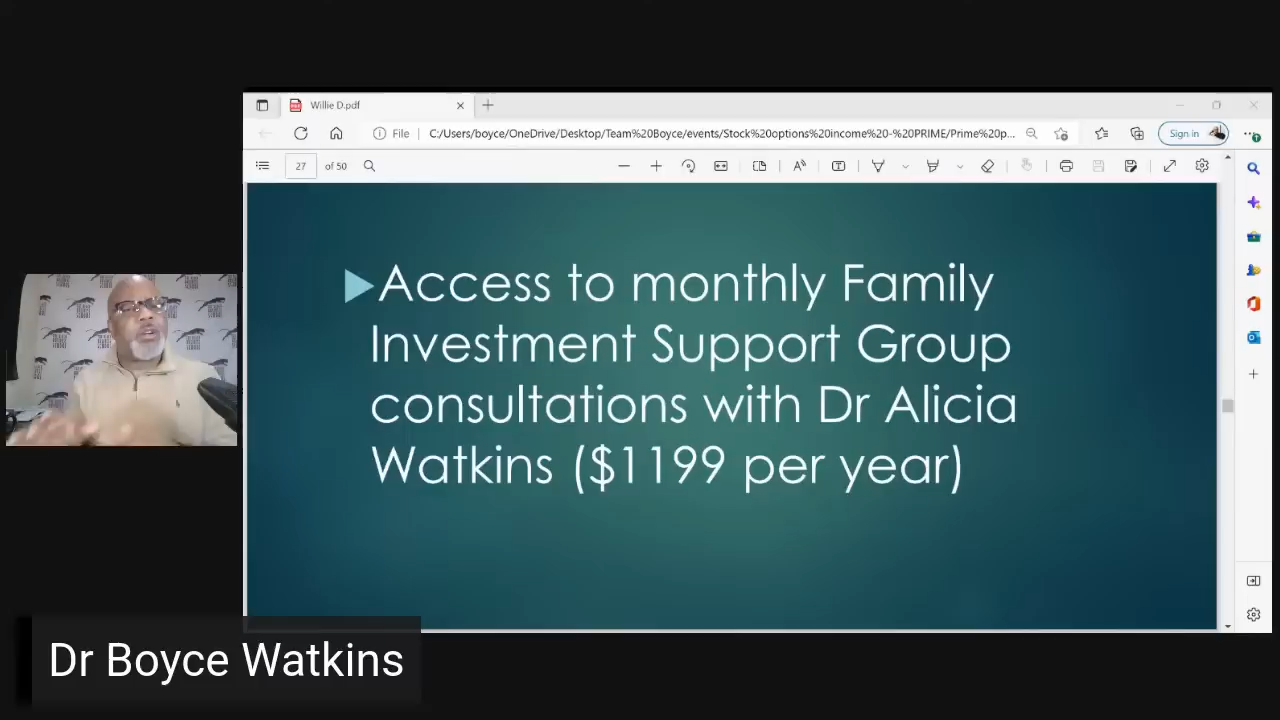 Willie D.pdf
File
C:/Users/boyce/OneDrive/Desktop/Team%20Boyce/events/Stock%20options%20income%20-%20PRIME/Prime%20p...
Sign in
27 of 50
Access to monthly Family
Investment Support Group
consultations with Dr Alicia
Watkins ($1199 per year)
Dr Boyce Watkins